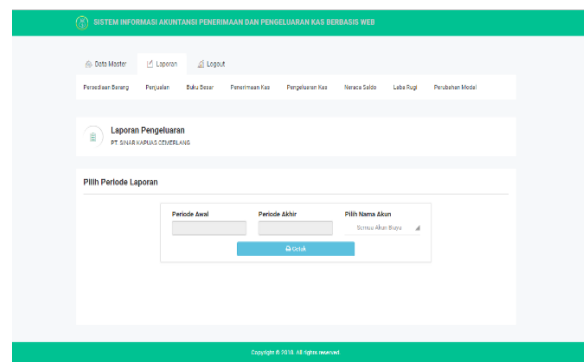 SISTEM INFORMASI AKUNTANSI PENERIMAAN DAN PENGELUARAN KAS BERBASIS WEB
Data Master Laporan Logout
Persediaan Barang Penjualan Buku Besar Penerimaan Kas Pengeluaran Kas Neraca Saldo Laba Rugi Perubahan Modal
Laporan Pengeluaran
PT. SINAR KAPUAS CEMERLANG
Pilih Periode Laporan
Periode Awal Periode Akhir Pilih Nama Akun
Semua Akun Biaya
Cetak
Copyright © 2018. All rights reserved.